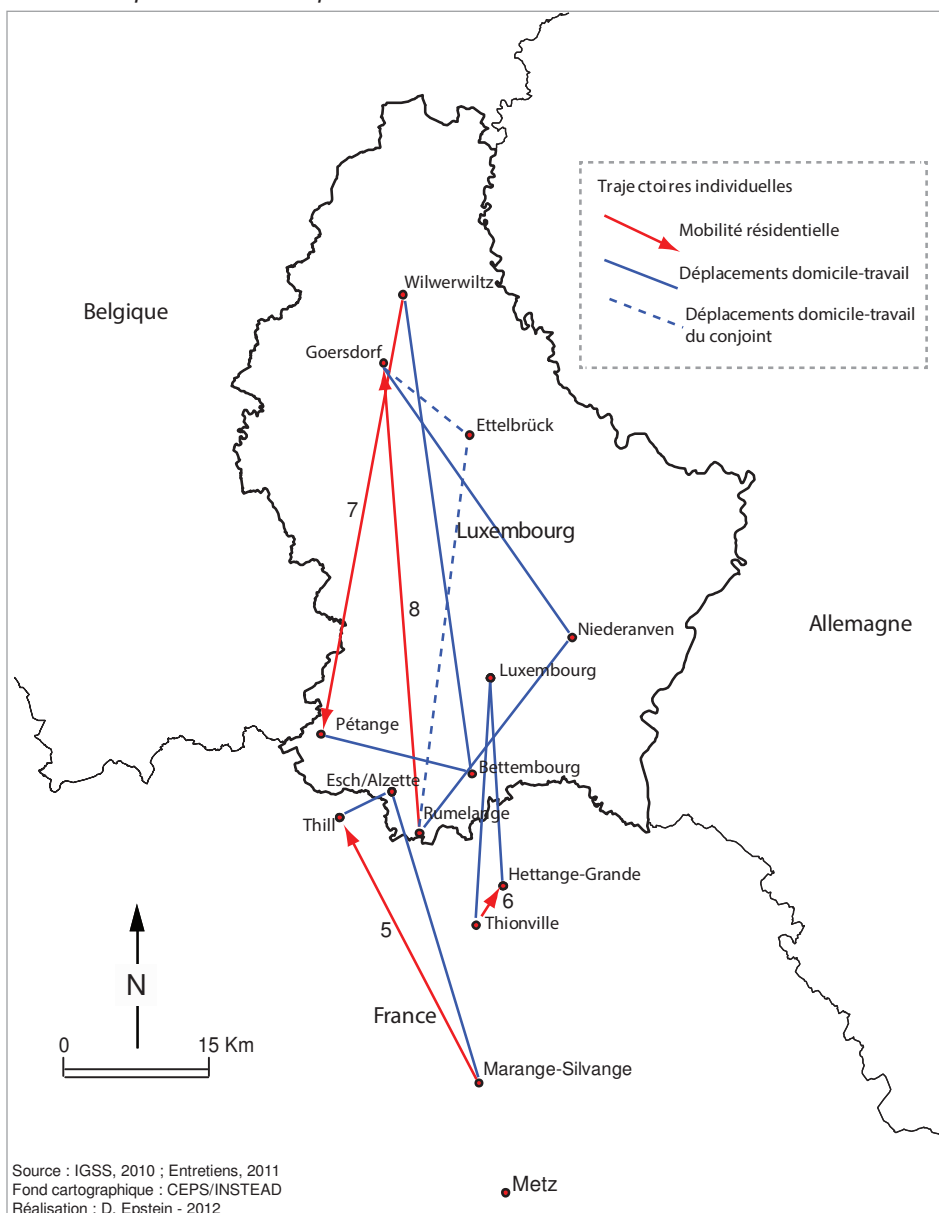 Traje ctoires individuelles
Mobilité résidentielle
Déplacements domicile-travail
Déplacements domicile-travail
du conjoint
Wilwerwiltz
Belgique
Goersdorf
Ettelbrück
7
Luxembourg
8
Niederanven
Allemagne
Luxembourg
Pétange
Bettembourg
Esch/Alzette
Rumelange
Thill
Hettange-Grande
6
Thionville
5
N
France
0 15 Km
Marange-Silvange
Source : IGSS, 2010 ; Entretiens, 2011
Fond cartographique : CEPS/INSTEAD
Metz
Réalisation : D. Epstein - 2012